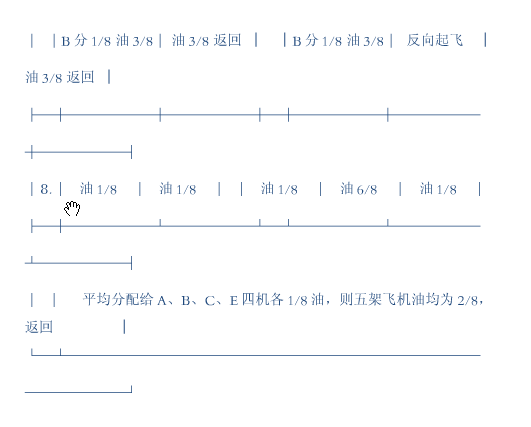 ｜ ｜B 分 1/8 油 3/8｜ 油 3/8 返回 ｜ ｜B 分 1/8 油 3/8｜ 反向起飞 ｜
油 3/8 返回 ｜
｜8.｜ 油 1/8 ｜ 油 1/8 ｜ ｜ 油 1/8 ｜ 油 6/8 ｜ 油 1/8 ｜
｜ ｜ 平均分配给 A、B、C、E 四机各 1/8 油，则五架飞机油均为 2/8，
返回 ｜